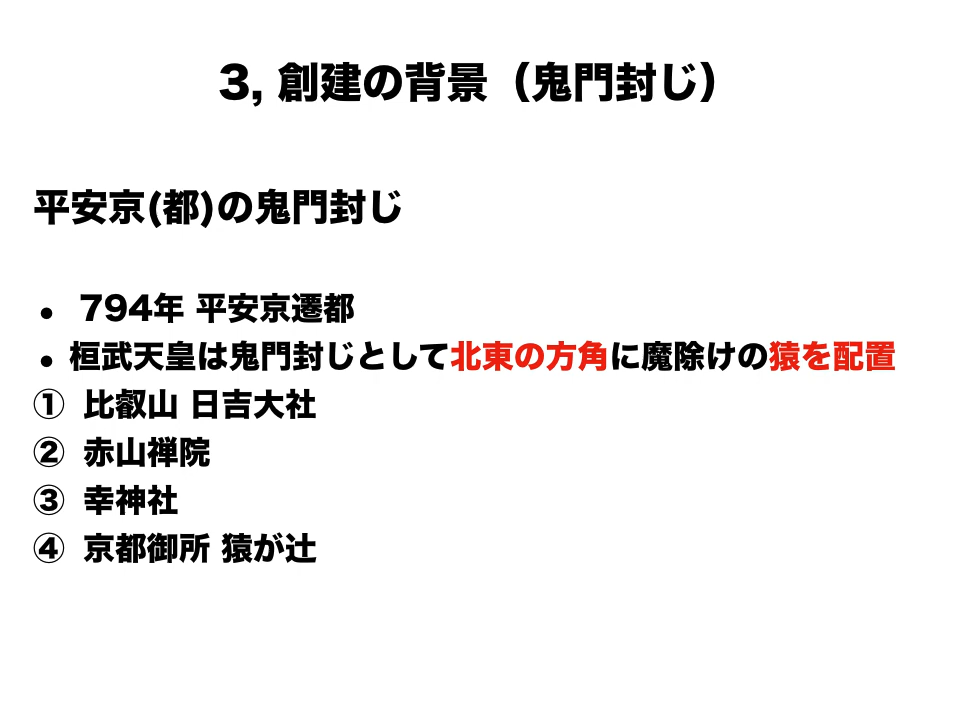 3, 創建の背景（鬼門封じ）
平安京(都)の鬼門封じ
● 794年 平安京遷都
● 桓武天皇は鬼門封じとして北東の方角に魔除けの猿を配置
① 比叡山 日吉大社
② 赤山禅院
③ 幸神社
④ 京都御所 猿が辻